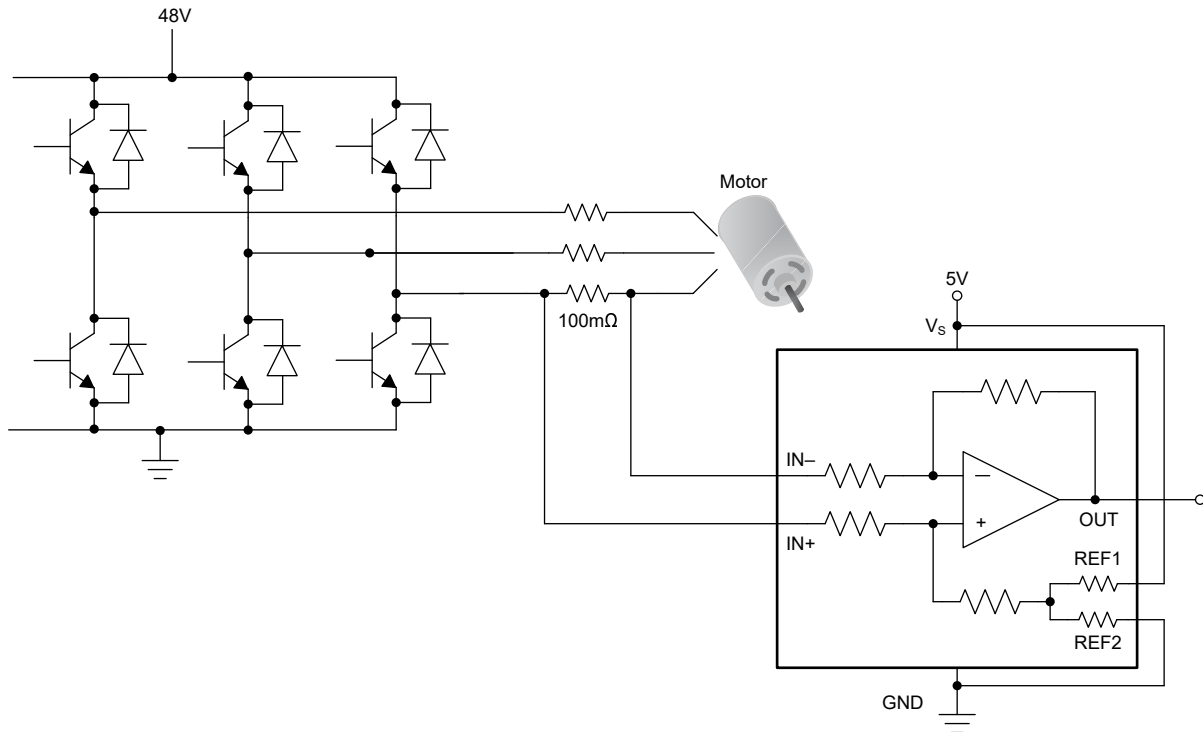 48V
Motor
100mΩ
5V
VS
IN–
–
IN+
+
OUT
REF1
REF2
GND